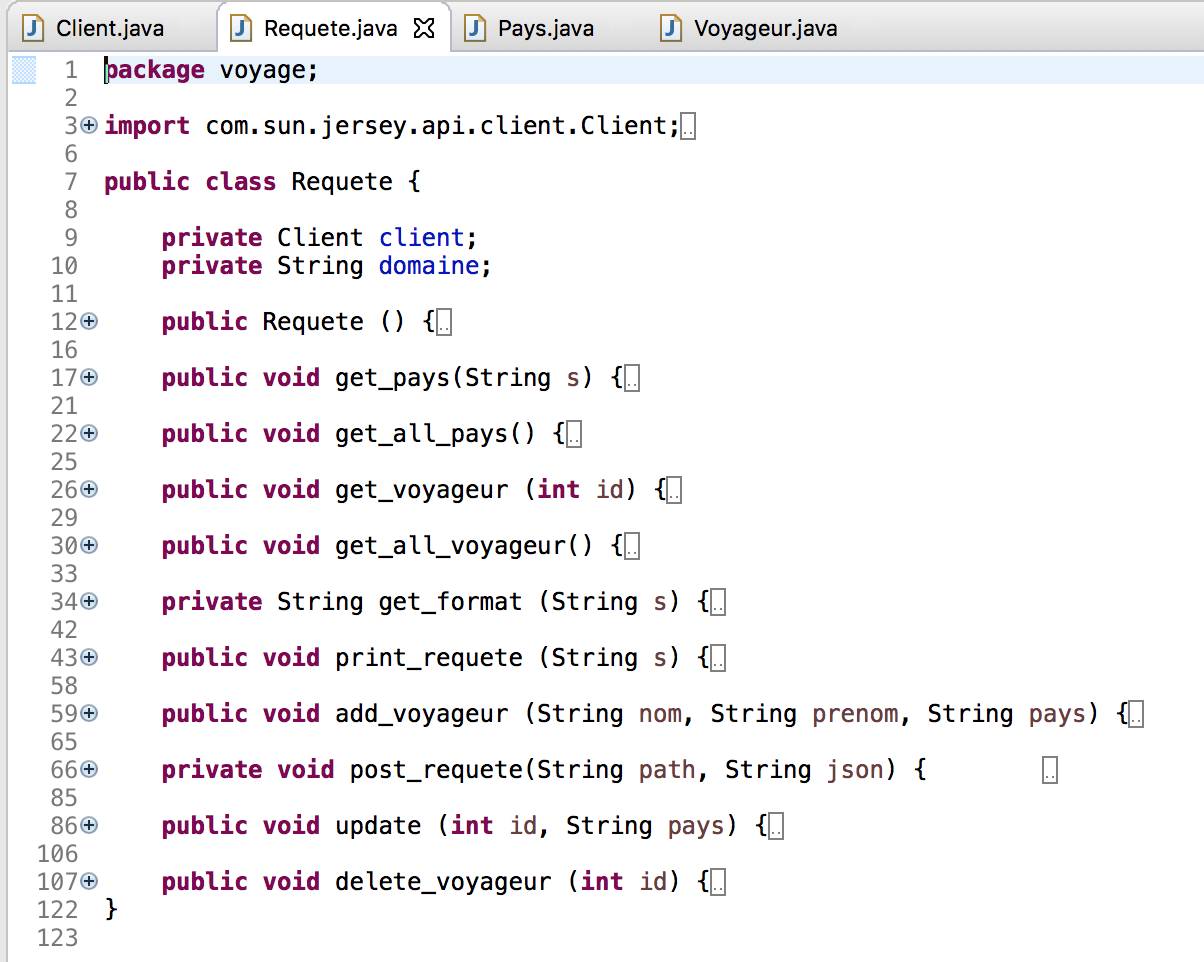 Client.java Requete.java Pays.java Voyageur.java
1 package voyage;
2
3 import com.sun.jersey.api.client.Client;
6
7 public class Requete {
8
9 private Client client;
10 private String domaine;
11
12 public Requete () {
16
17 public void get_pays(String s) {
21
22 public void get_all_pays() {
25
26 public void get_voyageur (int id) {
29
30 public void get_all_voyageur() {
33
34 private String get_format (String s) {
42
43 public void print_requete (String s) {
58
59 public void add_voyageur (String nom, String prenom, String pays) {
65
66 private void post_requete(String path, String json) {
85
86 public void update (int id, String pays) {
106
107 public void delete_voyageur (int id) {
122 }
123